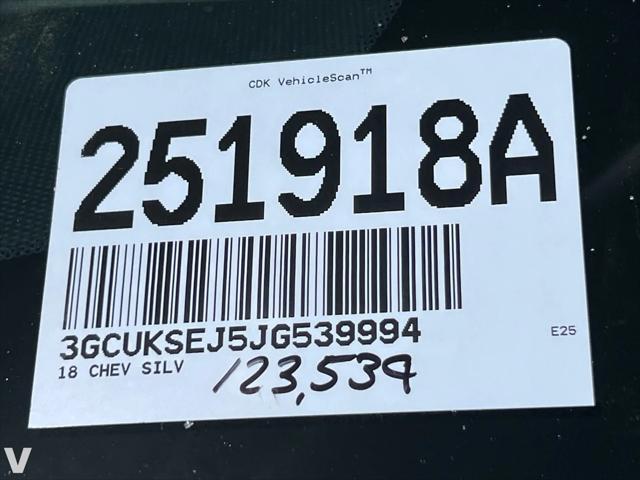 CDK VehicleScan™
251918A
3GCUKSEJ5JG539994
E25
18 CHEV SILV
123,534
V